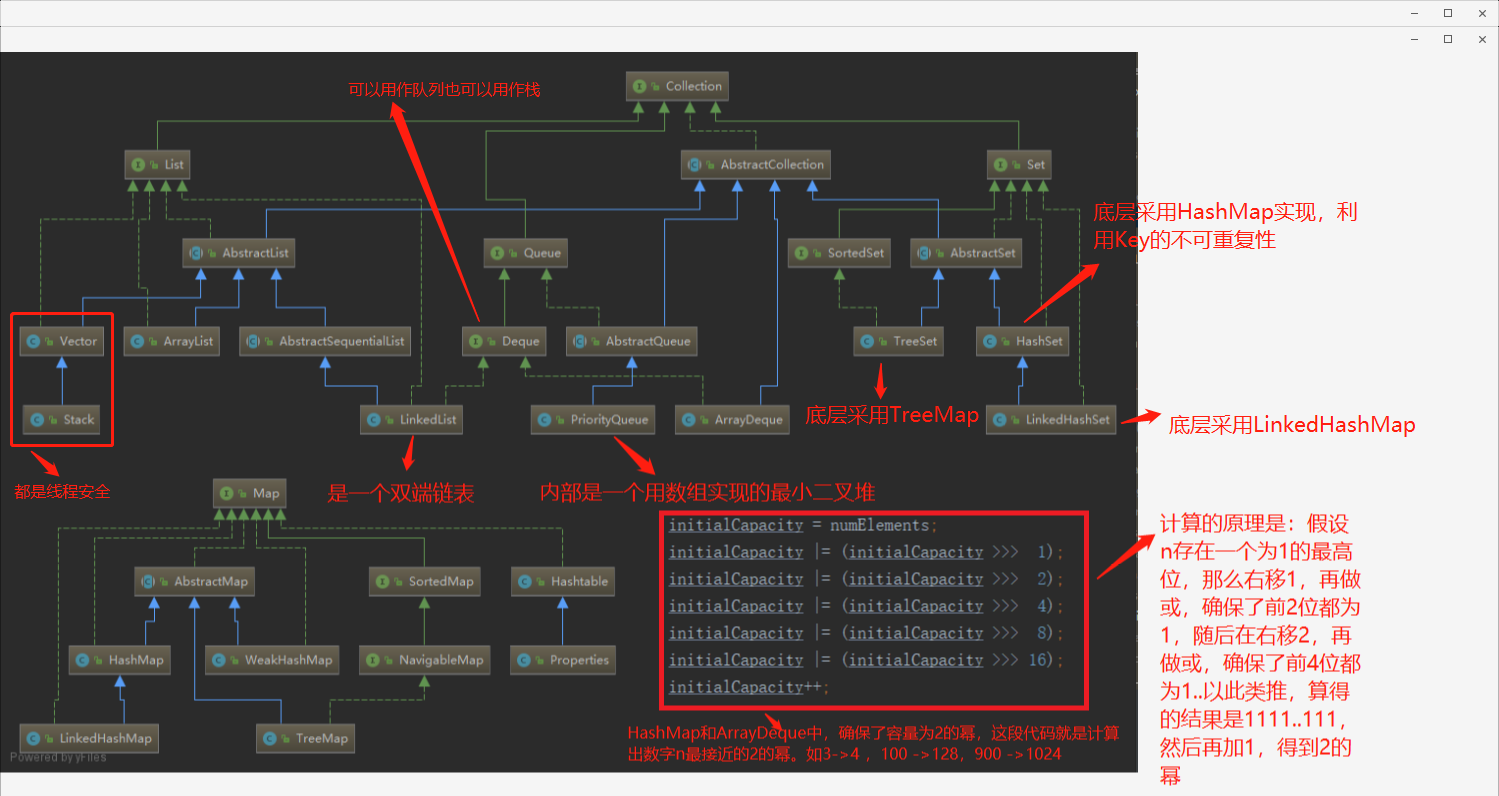 可以用作队列也可以用作栈
Collection
List
AbstractCollection
Set
底层采用HashMap实现，利
用Key的不可重复性
AbstractList
Queue
SortedSet
AbstractSet
Vector
ArrayList
AbstractSequentialList
Deque
AbstractQueue
TreeSet
HashSet
Stack
LinkedList
PriorityQueue
ArrayDeque
底层采用TreeMap
LinkedHashSet
底层采用LinkedHashMap
都是线程安全
Map
是一个双端链表
内部是一个用数组实现的最小二叉堆
AbstractMap
SortedMap
Hashtable
HashMap
WeakHashMap
NavigableMap
Properties
LinkedHashMap
TreeMap
Powered by yFiles
initialCapacity = numElements;
initialCapacity |= (initialCapacity >>> 1);
initialCapacity |= (initialCapacity >>> 2);
initialCapacity |= (initialCapacity >>> 4);
initialCapacity |= (initialCapacity >>> 8);
initialCapacity |= (initialCapacity >>> 16);
initialCapacity++;
HashMap和ArrayDeque中，确保了容量为2的幂，这段代码就是计算
出数字n最接近的2的幂。如3->4 ，100 ->128，900 ->1024
计算的原理是：假设
n存在一个为1的最高
位，那么右移1，再做
或，确保了前2位都为
1，随后在右移2，再
做或，确保了前4位都
为1..以此类推，算得
的结果是1111..111，
然后再加1，得到2的
幂